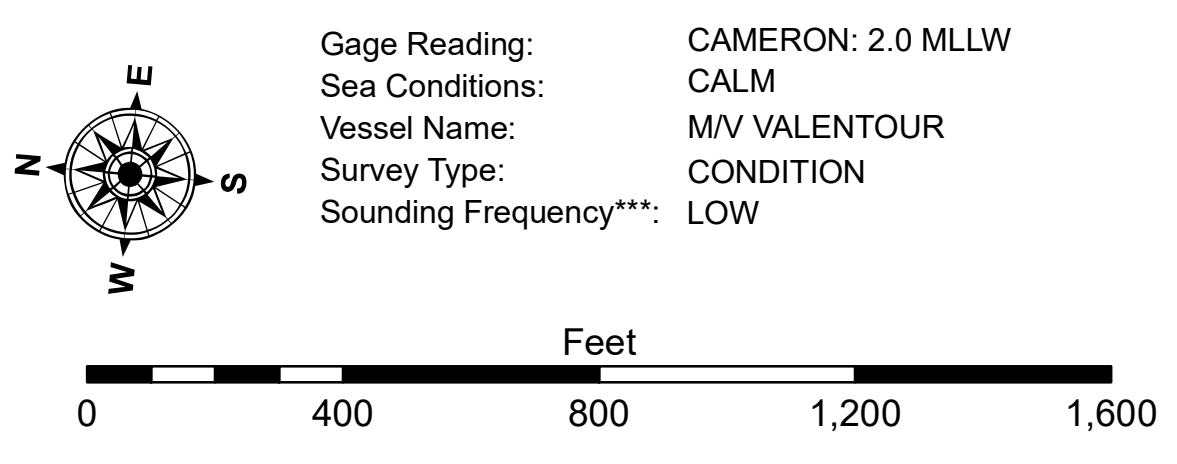 E
N
S
W
Gage Reading: CAMERON: 2.0 MLLW
Sea Conditions: CALM
Vessel Name: M/V VALENTOUR
Survey Type: CONDITION
Sounding Frequency***: LOW
Feet
0 400 800 1,200 1,600